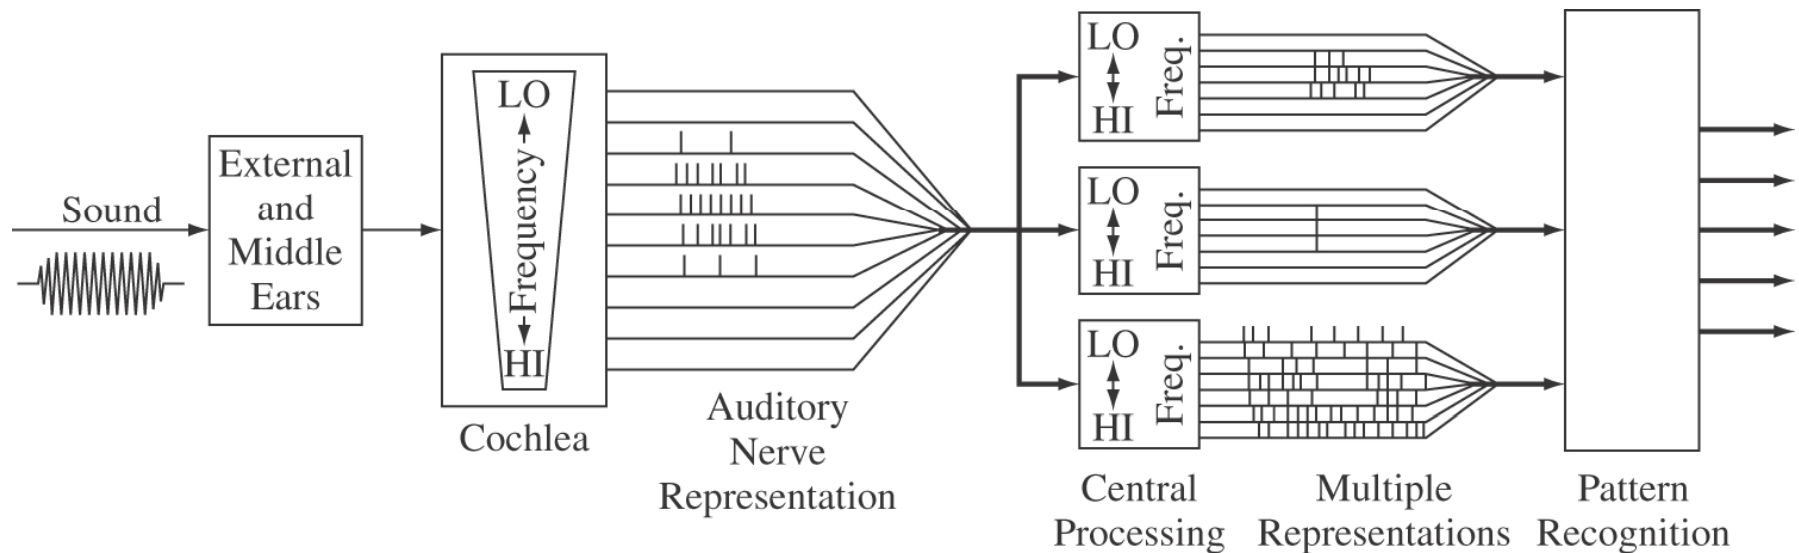 Sound
External
and
Middle
Ears
LO
Frequency
HI
Cochlea
Auditory
Nerve
Representation
LO
HI
Freq.
LO
HI
Freq.
LO
HI
Freq.
Central
Processing
Multiple
Representations
Pattern
Recognition